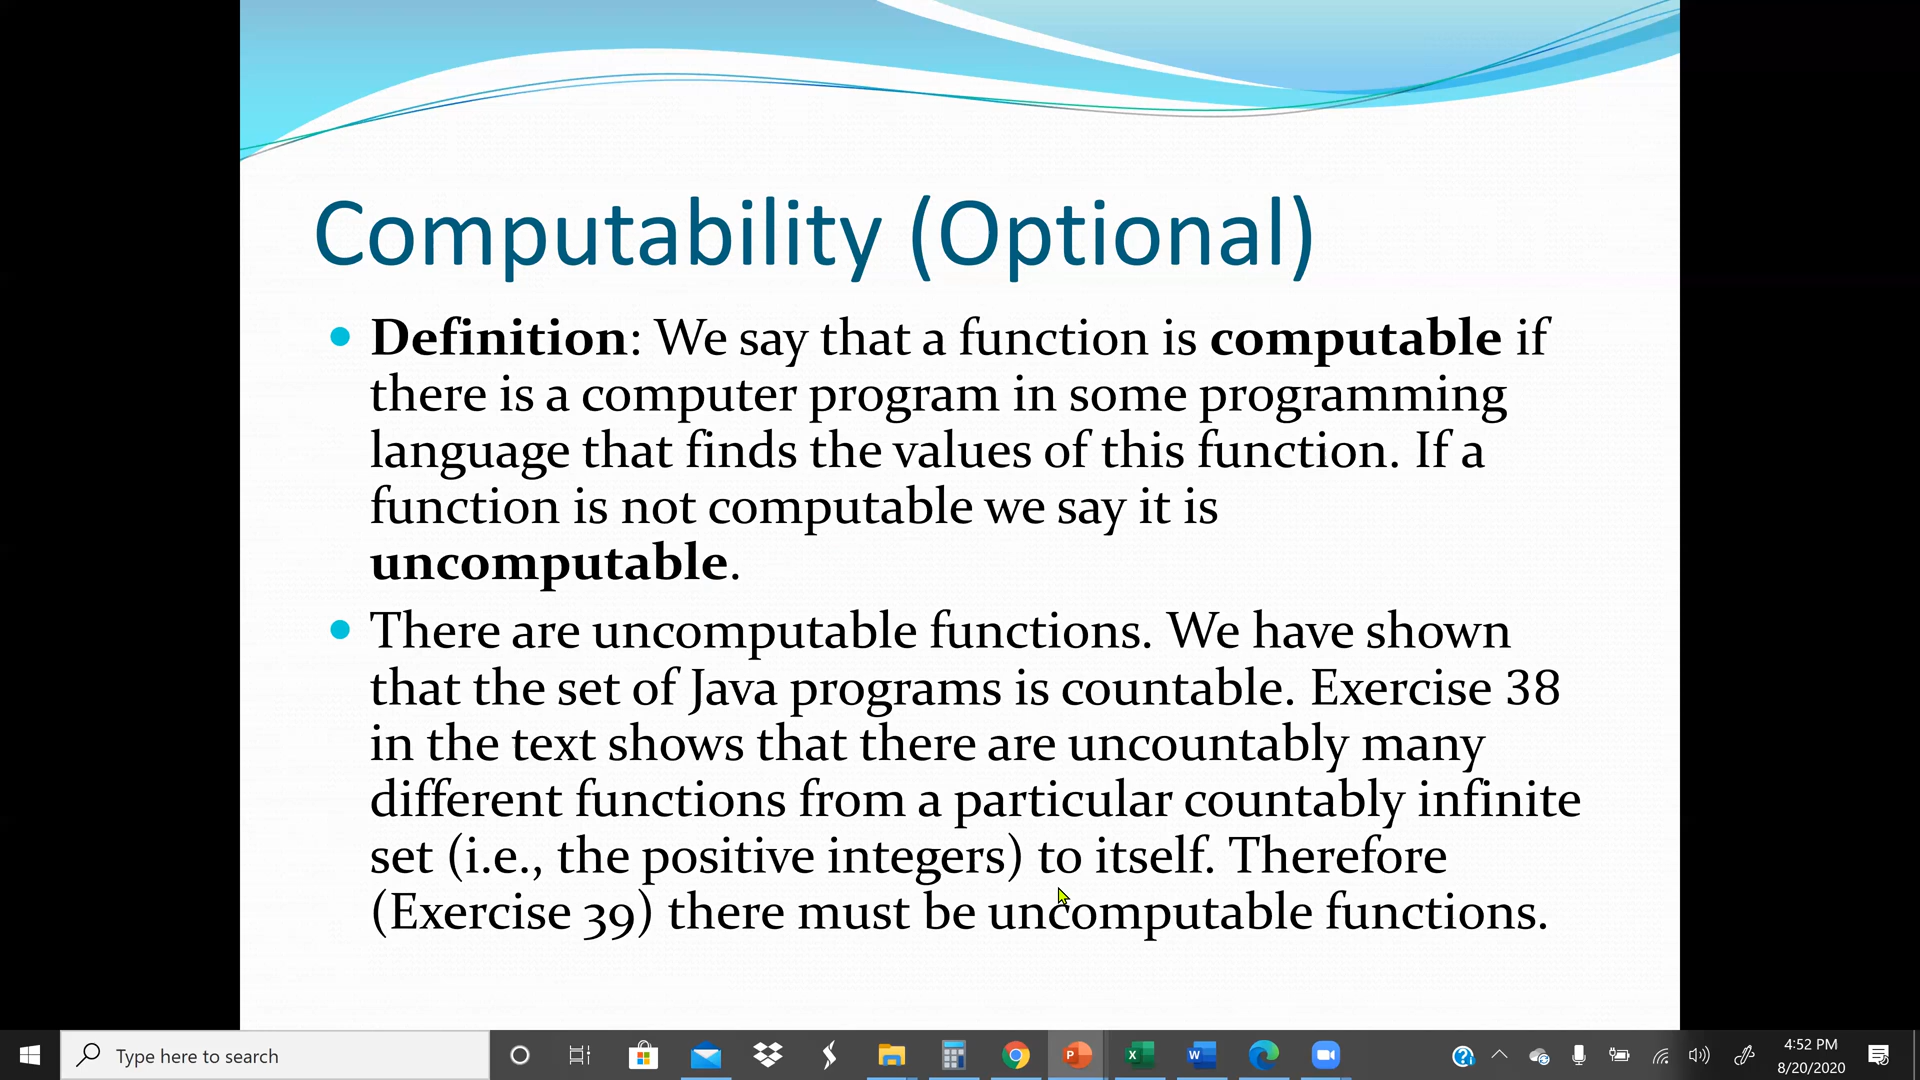 Computability (Optional)
• Definition: We say that a function is computable if
there is a computer program in some programming
language that finds the values of this function. If a
function is not computable we say it is
uncomputable.
• There are uncomputable functions. We have shown
that the set of Java programs is countable. Exercise 38
in the text shows that there are uncountably many
different functions from a particular countably infinite
set (i.e., the positive integers) to itself. Therefore
(Exercise 39) there must be uncomputable functions.
Type here to search
4:52 PM
8/20/2020